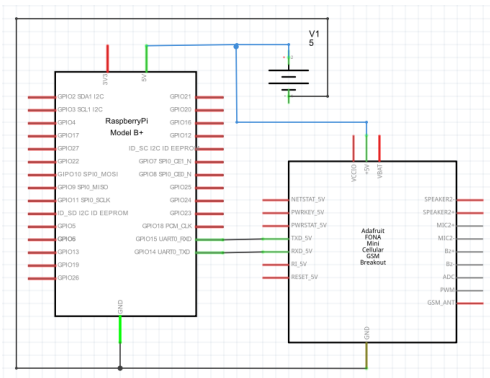 V1
5
3V3
5V
RaspberryPi
Model B+
GPIO2 SDA1 I2C
GPIO3 SCL1 I2C
GPIO4
GPIO17
GPIO27
GPIO22
GPIO10 SPI0_MOSI
GPIO9 SPI0_MISO
GPIO11 SPI0_SCLK
ID_SD I2C ID EEPROM
GPIO5
GPIO6
GPIO13
GPIO19
GPIO26
GPIO21
GPIO20
GPIO16
GPIO12
ID_SC I2C ID EEPROM
GPIO7 SPI0_CE1_N
GPIO8 SPI0_CE0_N
GPIO25
GPIO24
GPIO23
GPIO18 PCM_CLK
GPIO15 UART0_RXD
GPIO14 UART0_TXD
GND
VCCIO
+5V
VBAT
Adafruit
FONA
Mini
Cellular
GSM
Breakout
NETSTAT_5V
PWRKEY_5V
PWRSTAT_5V
TXD_5V
RXD_5V
RI_5V
RESET_5V
SPEAKER2-
SPEAKER2+
MIC2+
MIC2-
BZ+
BZ-
ADC
PWM
GSM_ANT
GND